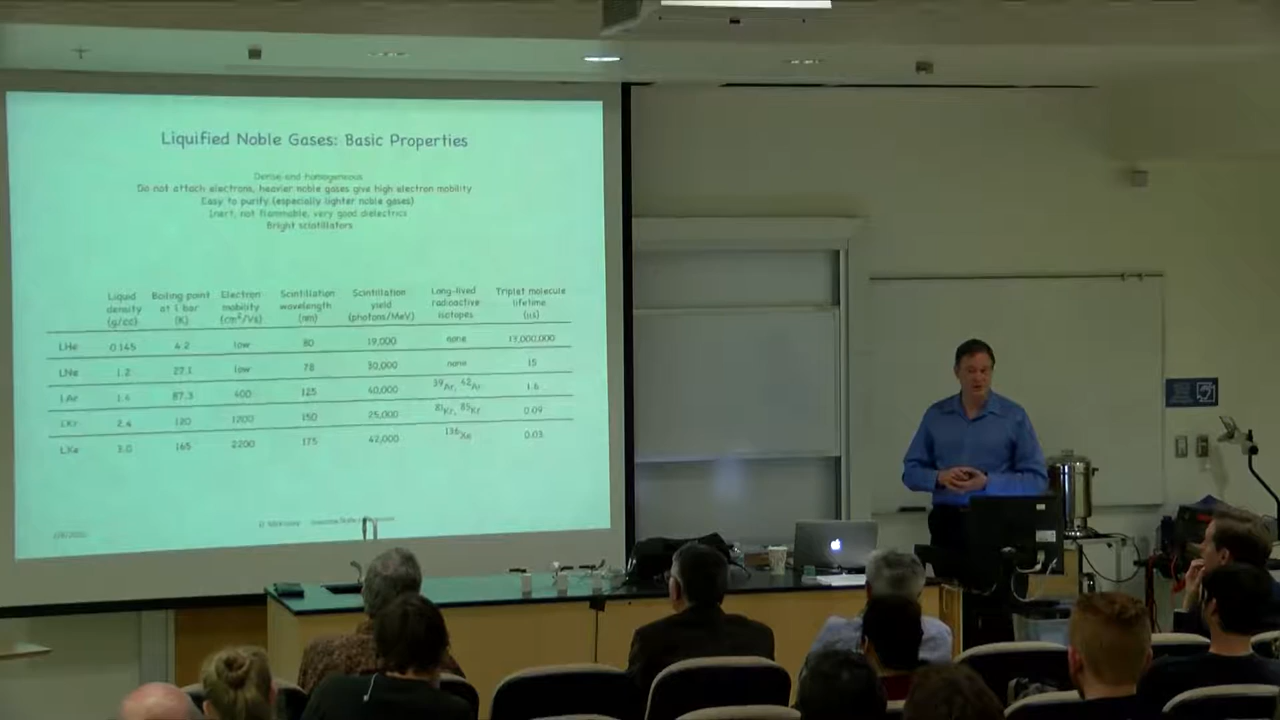 Liquified Noble Gases: Basic Properties
Dense and homogeneous
Do not attach electrons, heavier noble gases give high electron mobility
Easy to purify (especially lighter noble gases)
Inert, not flammable, very good dielectrics
Bright scintillators
Liquid density (g/cc) Boiling point at 1 bar (K) Electron mobility (cm²/Vs) Scintillation wavelength (nm) Scintillation yield (photons/MeV) Long-lived radioactive isotopes Triplet molecule lifetime (μs)
LHe 0.145 4.2 low 80 19,000 none 13,000,000
LNe 1.2 27.1 low 78 30,000 none 15
LAr 1.4 87.3 400 125 40,000 ³⁹Ar, ⁴²Ar 1.6
LKr 2.4 120 1200 150 25,000 ⁸¹Kr, ⁸⁵Kr 0.09
LXe 3.0 165 2200 175 42,000 ¹³⁶Xe 0.03